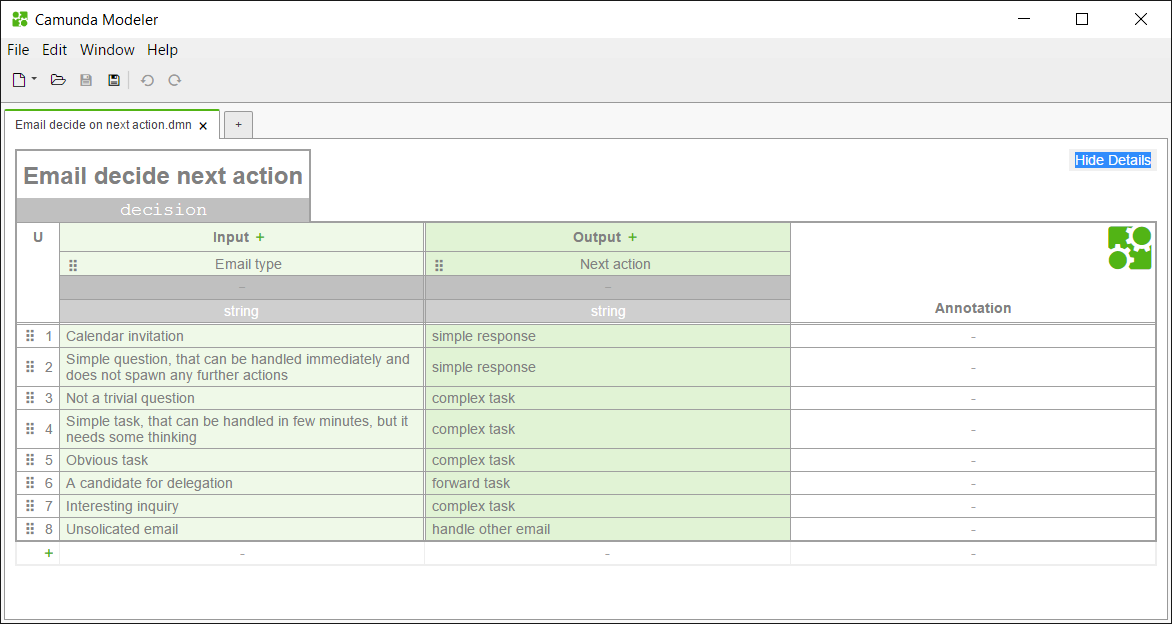 Camunda Modeler
File Edit Window Help
Email decide on next action.dmn x +
Hide Details
Email decide next action
decision
U Input + Output +
Email type Next action
- -
string string Annotation
1 Calendar invitation simple response -
2 Simple question, that can be handled immediately and
does not spawn any further actions simple response -
3 Not a trivial question complex task -
4 Simple task, that can be handled in few minutes, but it
needs some thinking complex task -
5 Obvious task complex task -
6 A candidate for delegation forward task -
7 Interesting inquiry complex task -
8 Unsolicated email handle other email -
+ - - -